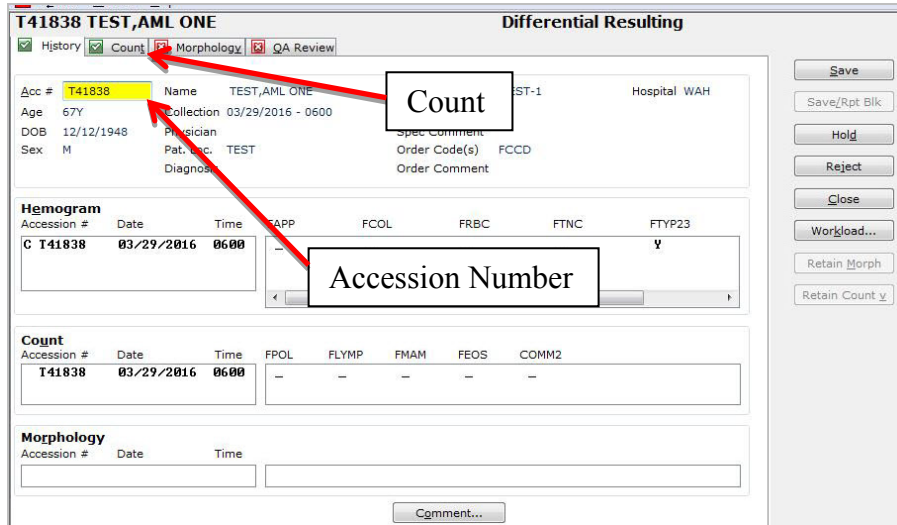 T41838 TEST,AML ONE Differential Resulting
History Count Morphology QA Review
Save
Acc # T41838 Name TEST,AML ONE EST-1 Hospital WAH
Save/Rpt Blk
Age 67Y Collection 03/29/2016 - 0600
Count
DOB 12/12/1948 Physician Spec Comment
Hold
Sex M Pat. Loc. TEST Order Code(s) FCCD
Diagnosis Order Comment
Reject
Close
Hemogram
Accession # Date Time FAPP FCOL FRBC FTNC FTYP23
Workload...
C T41838 03/29/2016 0600 _ Y
Retain Morph
Accession Number
Retain Count v
Count
Accession # Date Time FPOL FLYMP FMAM FEOS COMM2
T41838 03/29/2016 0600 _ _ _ _ _
Morphology
Accession # Date Time
Comment...